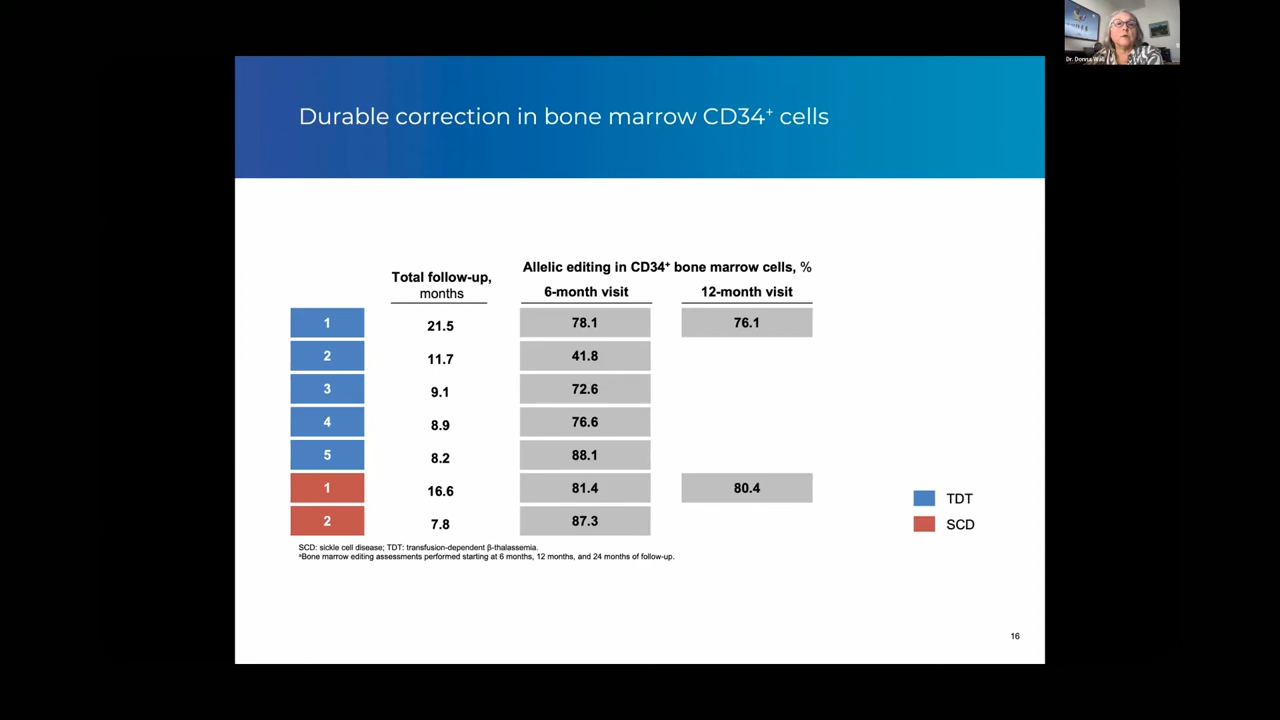 Dr. Donna Wall
Durable correction in bone marrow CD34+ cells
Total follow-up,
months
Allelic editing in CD34+ bone marrow cells, %
6-month visit 12-month visit
1 21.5 78.1 76.1
2 11.7 41.8
3 9.1 72.6
4 8.9 76.6
5 8.2 88.1
1 16.6 81.4 80.4
2 7.8 87.3
TDT
SCD
SCD: sickle cell disease; TDT: transfusion-dependent β-thalassemia.
ᵃBone marrow editing assessments performed starting at 6 months, 12 months, and 24 months of follow-up.
16